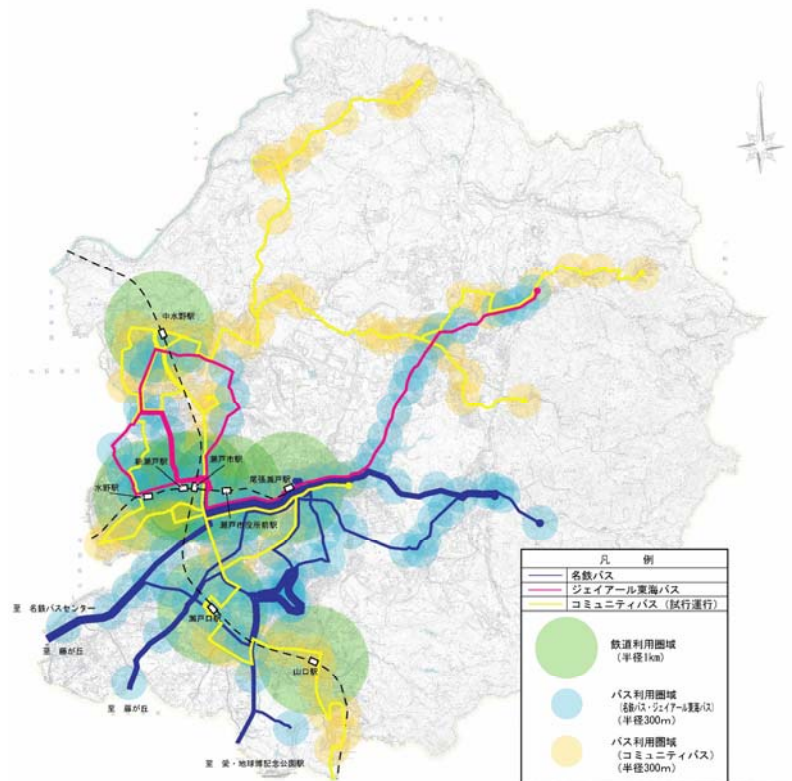 中水野駅
新瀬戸駅
瀬戸市駅
水野駅
尾張瀬戸駅
瀬戸市役所前駅
至 名鉄バスセンター
瀬戸口駅
至 藤が丘
山口駅
至 藤が丘
至 愛・地球博記念公園駅
凡 例
名鉄バス
ジェイアール東海バス
コミュニティバス (試行運行)
鉄道利用圏域
(半径1km)
バス利用圏域
(名鉄バス・ジェイアール東海バス)
(半径300m)
バス利用圏域
(コミュニティバス)
(半径300m)